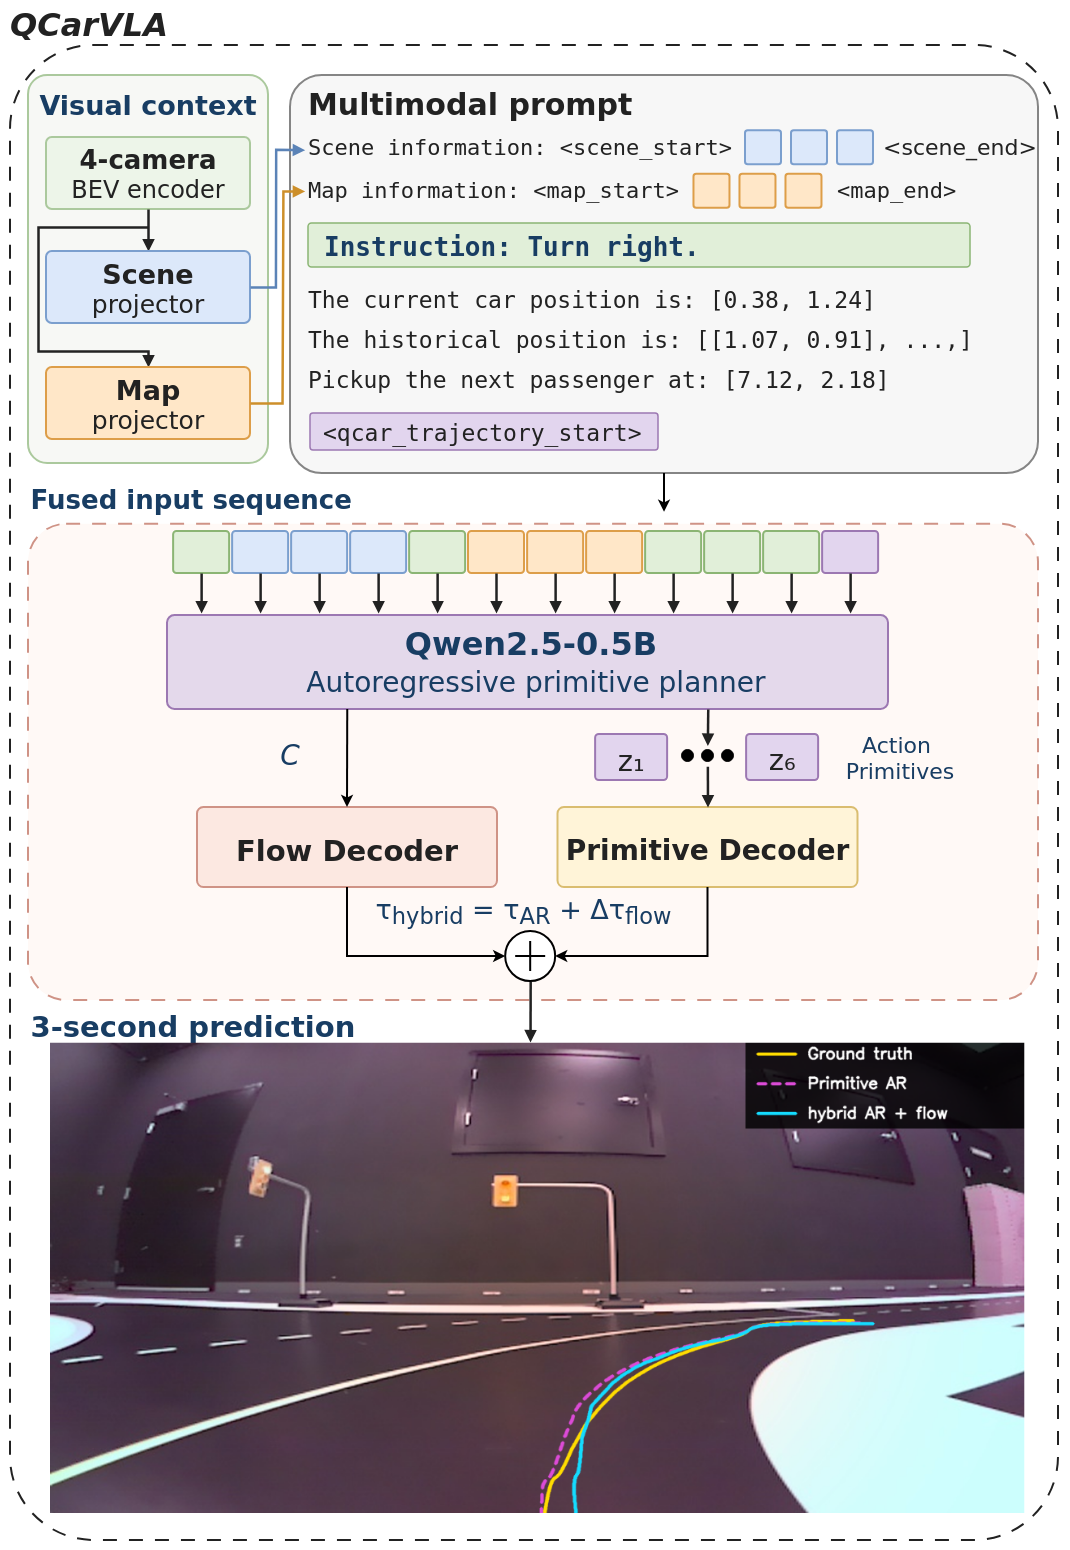 QCarVLA
Visual context
4-camera
BEV encoder
Scene
projector
Map
projector
Multimodal prompt
Scene information: <scene_start> <scene_end>
Map information: <map_start> <map_end>
Instruction: Turn right.
The current car position is: [0.38, 1.24]
The historical position is: [[1.07, 0.91], ...,]
Pickup the next passenger at: [7.12, 2.18]
<qcar_trajectory_start>
Fused input sequence
Qwen2.5-0.5B
Autoregressive primitive planner
C
z₁
z₆
Action
Primitives
Flow Decoder
Primitive Decoder
τhybrid = τAR + Δτflow
3-second prediction
Ground truth
Primitive AR
hybrid AR + flow